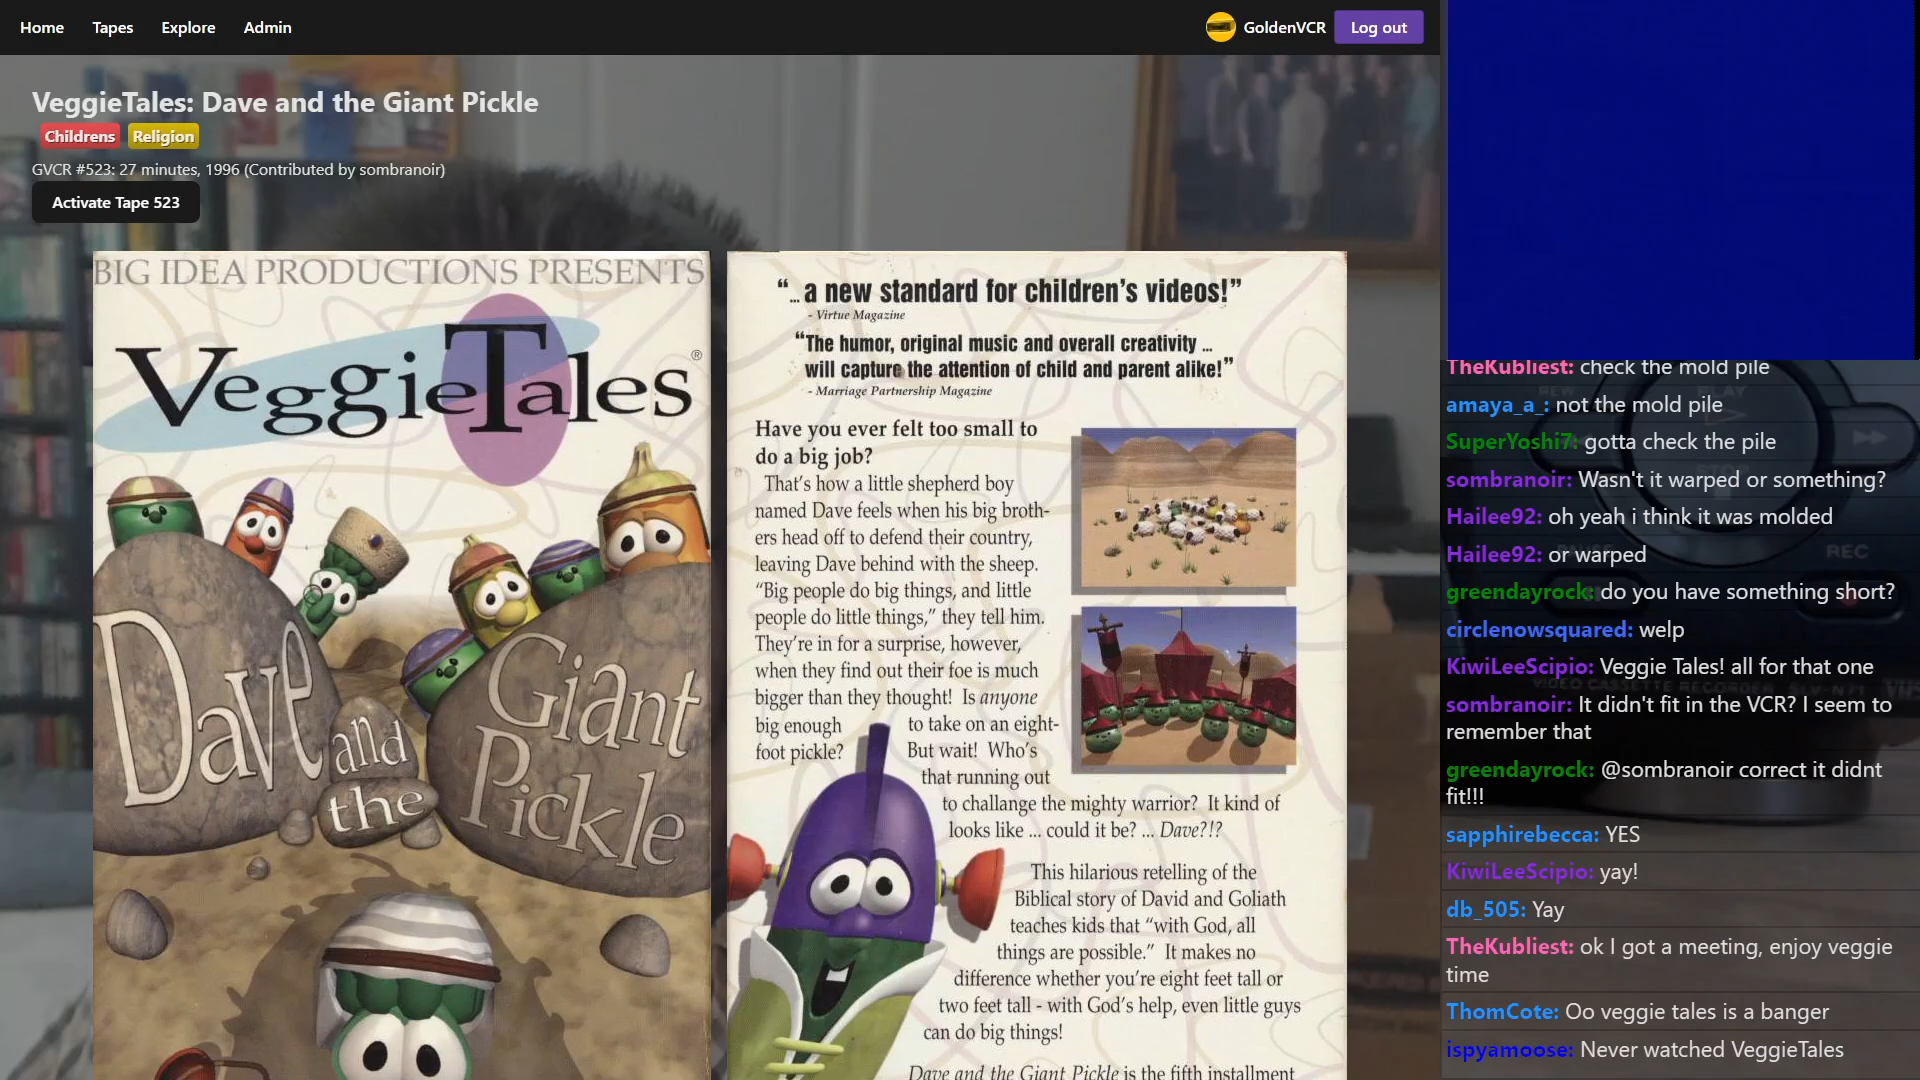 Home Tapes Explore Admin GoldenVCR Log out
VeggieTales: Dave and the Giant Pickle
Childrens Religion
GVCR #523: 27 minutes, 1996 (Contributed by sombranoir)
Activate Tape 523
BIG IDEA PRODUCTIONS PRESENTS
VeggieTales®
Dave
and
the
Giant
Pickle
“... a new standard for children's videos!”
- Virtue Magazine
“The humor, original music and overall creativity ...
will capture the attention of child and parent alike!”
- Marriage Partnership Magazine
Have you ever felt too small to
do a big job?
That's how a little shepherd boy
named Dave feels when his big broth-
ers head off to defend their country,
leaving Dave behind with the sheep.
“Big people do big things, and little
people do little things,” they tell him.
They're in for a surprise, however,
when they find out their foe is much
bigger than they thought! Is anyone
big enough to take on an eight-
foot pickle? But wait! Who's
that running out
to challange the mighty warrior? It kind of
looks like ... could it be? ... Dave?!?
This hilarious retelling of the
Biblical story of David and Goliath
teaches kids that “with God, all
things are possible.” It makes no
difference whether you're eight feet tall or
two feet tall - with God's help, even little guys
can do big things!
Dave and the Giant Pickle is the fifth installment
TheKubliest: check the mold pile
amaya_a_: not the mold pile
SuperYoshi7: gotta check the pile
sombranoir: Wasn't it warped or something?
Hailee92: oh yeah i think it was molded
Hailee92: or warped
greendayrock: do you have something short?
circlenowsquared: welp
KiwiLeeScipio: Veggie Tales! all for that one
sombranoir: It didn't fit in the VCR? I seem to
remember that
greendayrock: @sombranoir correct it didnt
fit!!!
sapphirebecca: YES
KiwiLeeScipio: yay!
db_505: Yay
TheKubliest: ok I got a meeting, enjoy veggie
time
ThomCote: Oo veggie tales is a banger
ispyamoose: Never watched VeggieTales
PLAY
REC